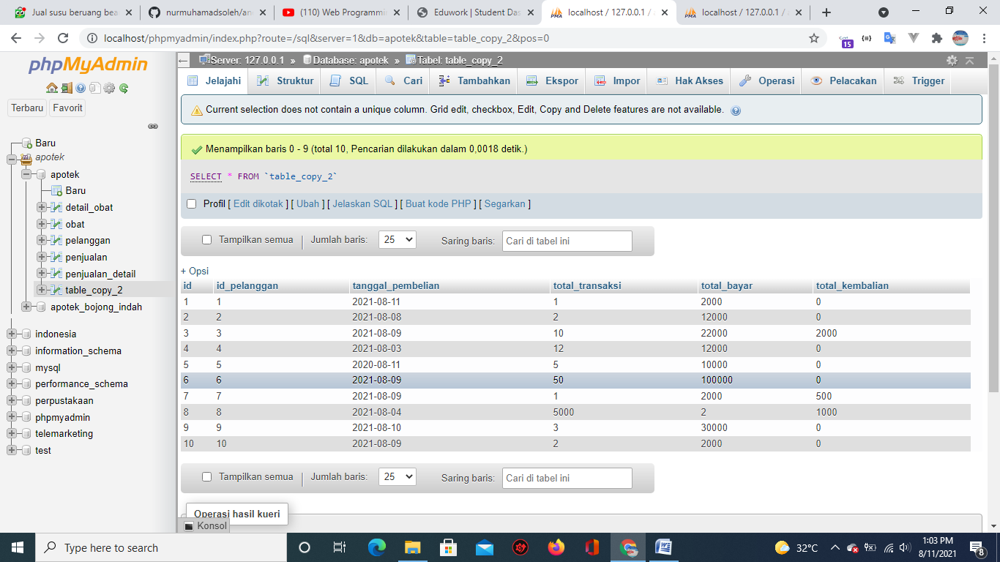 Jual susu beruang bea
nurmuhamadsoleh/an
(110) Web Programmi
Eduwork | Student Das
localhost / 127.0.0.1 /
localhost / 127.0.0.1 /
localhost/phpmyadmin/index.php?route=/sql&server=1&db=apotek&table=table_copy_2&pos=0
15
phpMyAdmin
Terbaru Favorit
Baru
apotek
apotek
Baru
detail_obat
obat
pelanggan
penjualan
penjualan_detail
table_copy_2
apotek_bojong_indah
indonesia
information_schema
mysql
performance_schema
perpustakaan
phpmyadmin
telemarketing
test
Server: 127.0.0.1 » Database: apotek » Tabel: table_copy_2
Jelajahi Struktur SQL Cari Tambahkan Ekspor Impor Hak Akses Operasi Pelacakan Trigger
Current selection does not contain a unique column. Grid edit, checkbox, Edit, Copy and Delete features are not available.
Menampilkan baris 0 - 9 (total 10, Pencarian dilakukan dalam 0,0018 detik.)
SELECT * FROM `table_copy_2`
Profil [ Edit dikotak ] [ Ubah ] [ Jelaskan SQL ] [ Buat kode PHP ] [ Segarkan ]
Tampilkan semua | Jumlah baris: 25 Saring baris: Cari di tabel ini
+ Opsi
id id_pelanggan tanggal_pembelian total_transaksi total_bayar total_kembalian
1 1 2021-08-11 1 2000 0
2 2 2021-08-08 2 12000 0
3 3 2021-08-09 10 22000 2000
4 4 2021-08-03 12 12000 0
5 5 2020-08-11 5 10000 0
6 6 2021-08-09 50 100000 0
7 7 2021-08-09 1 2000 500
8 8 2021-08-04 5000 2 1000
9 9 2021-08-10 3 30000 0
10 10 2021-08-09 2 2000 0
Tampilkan semua | Jumlah baris: 25 Saring baris: Cari di tabel ini
Operasi hasil kueri
Konsol
Type here to search
32°C
1:03 PM
8/11/2021
8